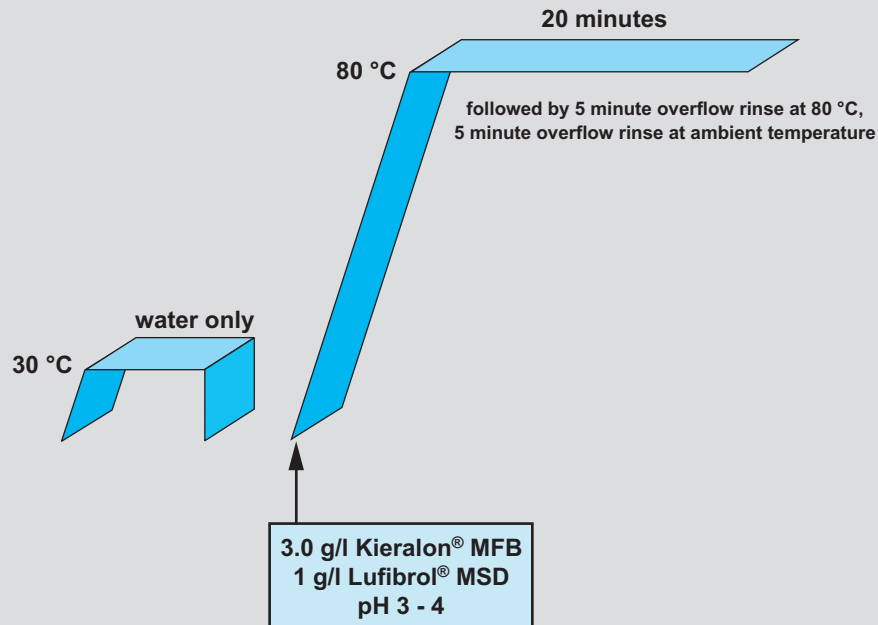 20 minutes
80 °C
followed by 5 minute overflow rinse at 80 °C,
5 minute overflow rinse at ambient temperature
water only
30 °C
3.0 g/l Kieralon® MFB
1 g/l Lufibrol® MSD
pH 3 - 4